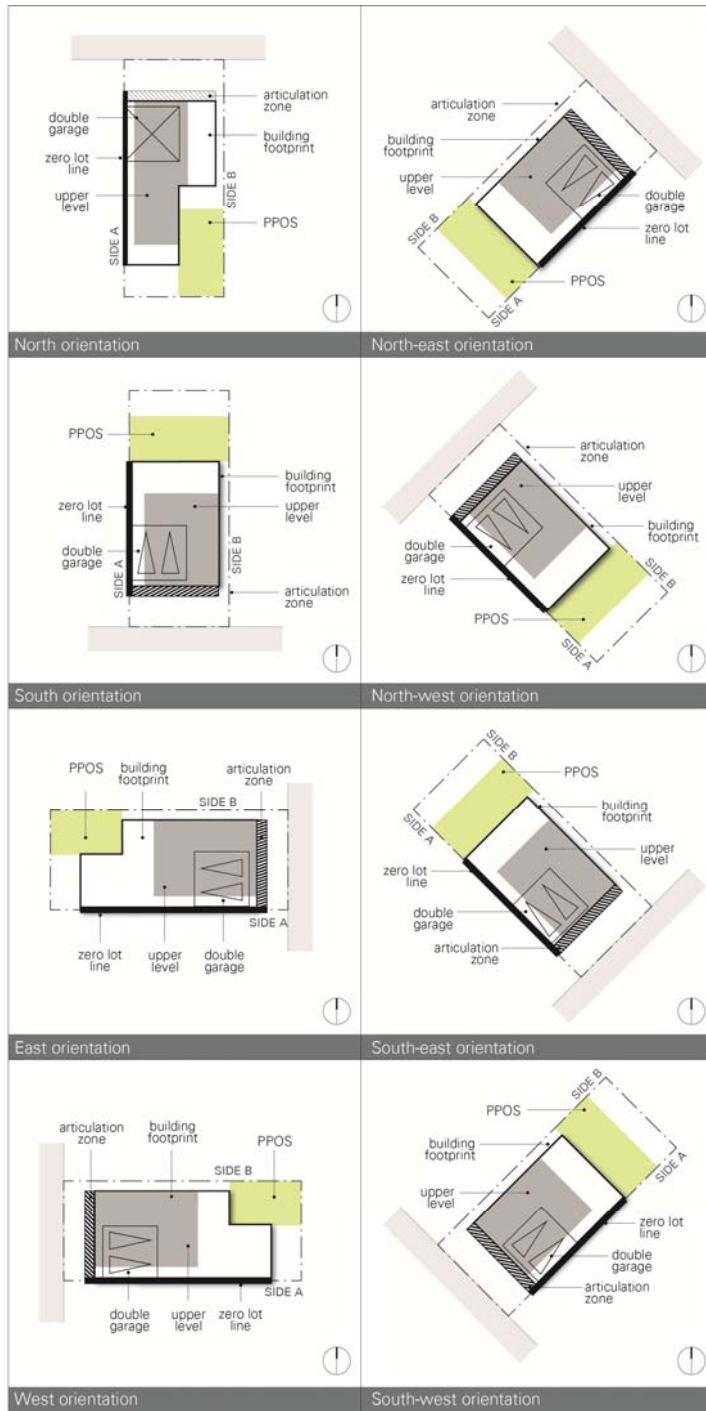 articulation
zone
double
garage
building
footprint
zero lot
line
upper
level
SIDE B
PPOS
SIDE A
North orientation
articulation
zone
building
footprint
upper
level
SIDE B
double
garage
zero lot
line
PPOS
SIDE A
North-east orientation
PPOS
building
footprint
zero lot
line
upper
level
double
garage
SIDE B
SIDE A
articulation
zone
South orientation
articulation
zone
upper
level
building
footprint
double
garage
zero lot
line
SIDE B
PPOS
SIDE A
North-west orientation
PPOS
building
footprint
articulation
zone
SIDE B
SIDE A
zero lot
line
upper
level
double
garage
East orientation
SIDE B
PPOS
building
footprint
SIDE A
upper
level
zero lot
line
double
garage
articulation
zone
South-east orientation
articulation
zone
building
footprint
PPOS
SIDE B
SIDE A
double
garage
upper
level
zero lot
line
West orientation
PPOS
SIDE B
building
footprint
SIDE A
upper
level
zero lot
line
double
garage
articulation
zone
South-west orientation